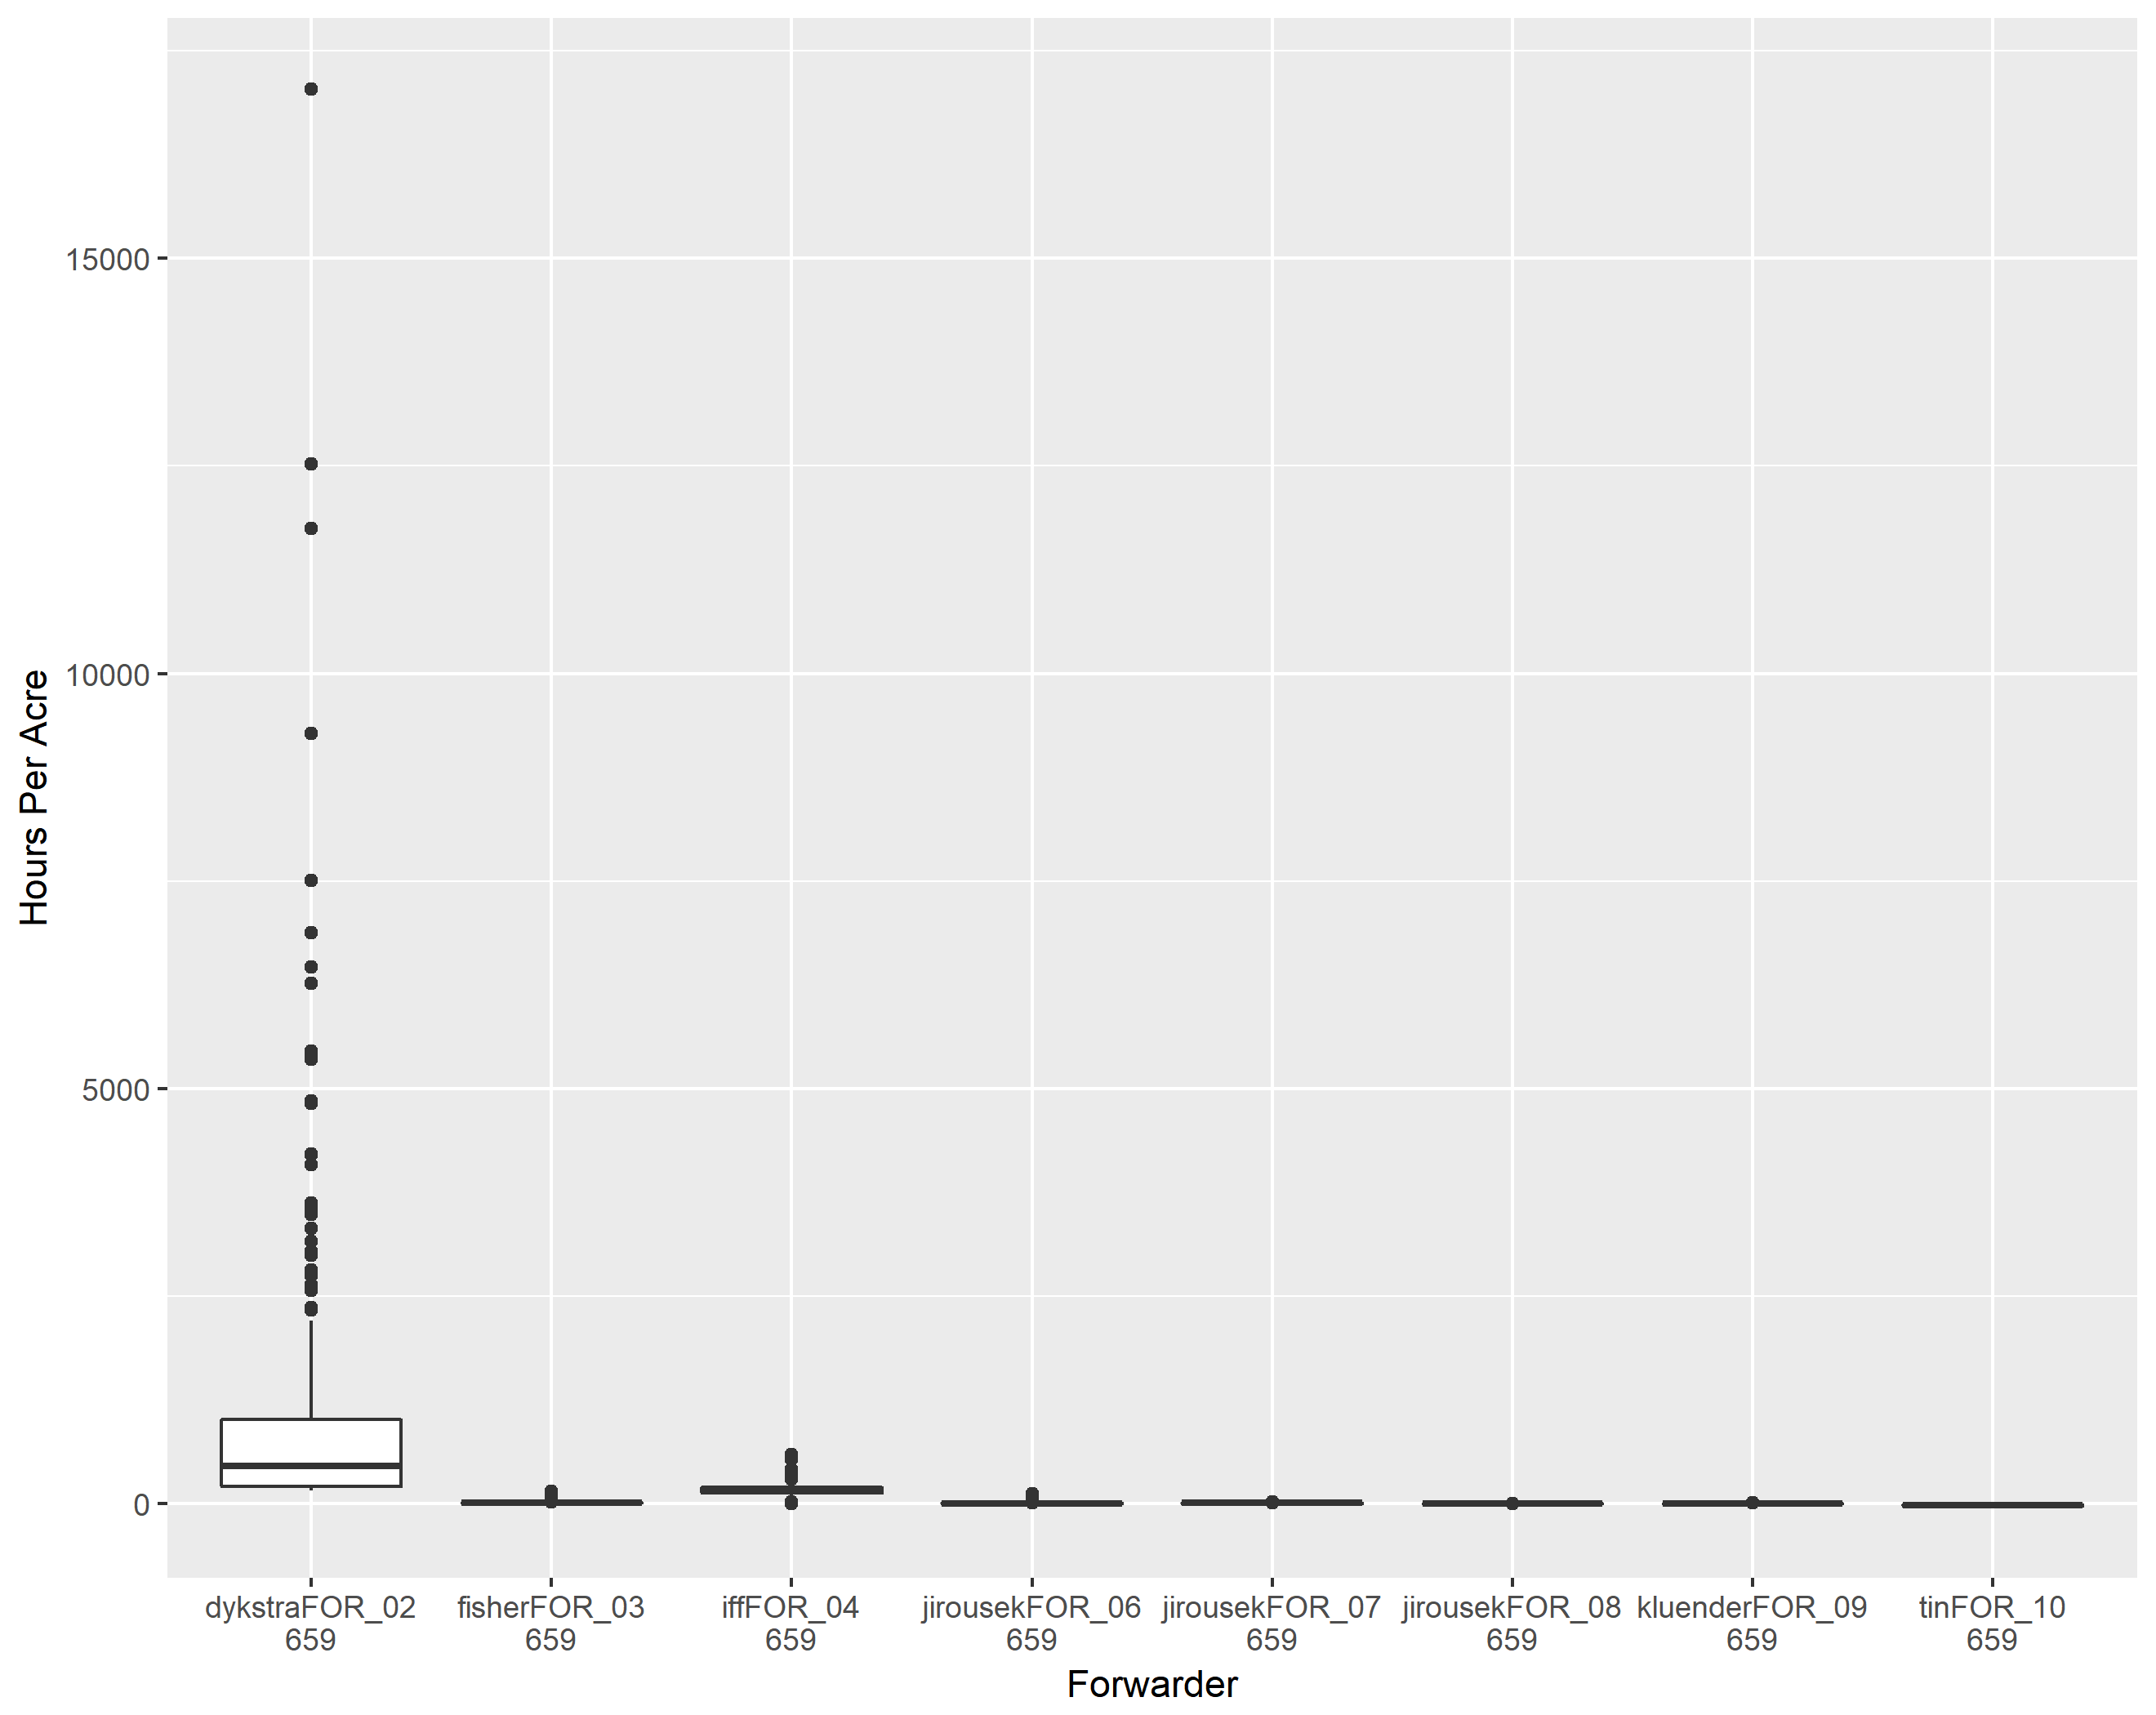 Hours Per Acre
15000
10000
5000
0
dykstraFOR_02 fisherFOR_03 iffFOR_04 jirousekFOR_06 jirousekFOR_07 jirousekFOR_08 kluenderFOR_09 tinFOR_10
659 659 659 659 659 659 659 659
Forwarder